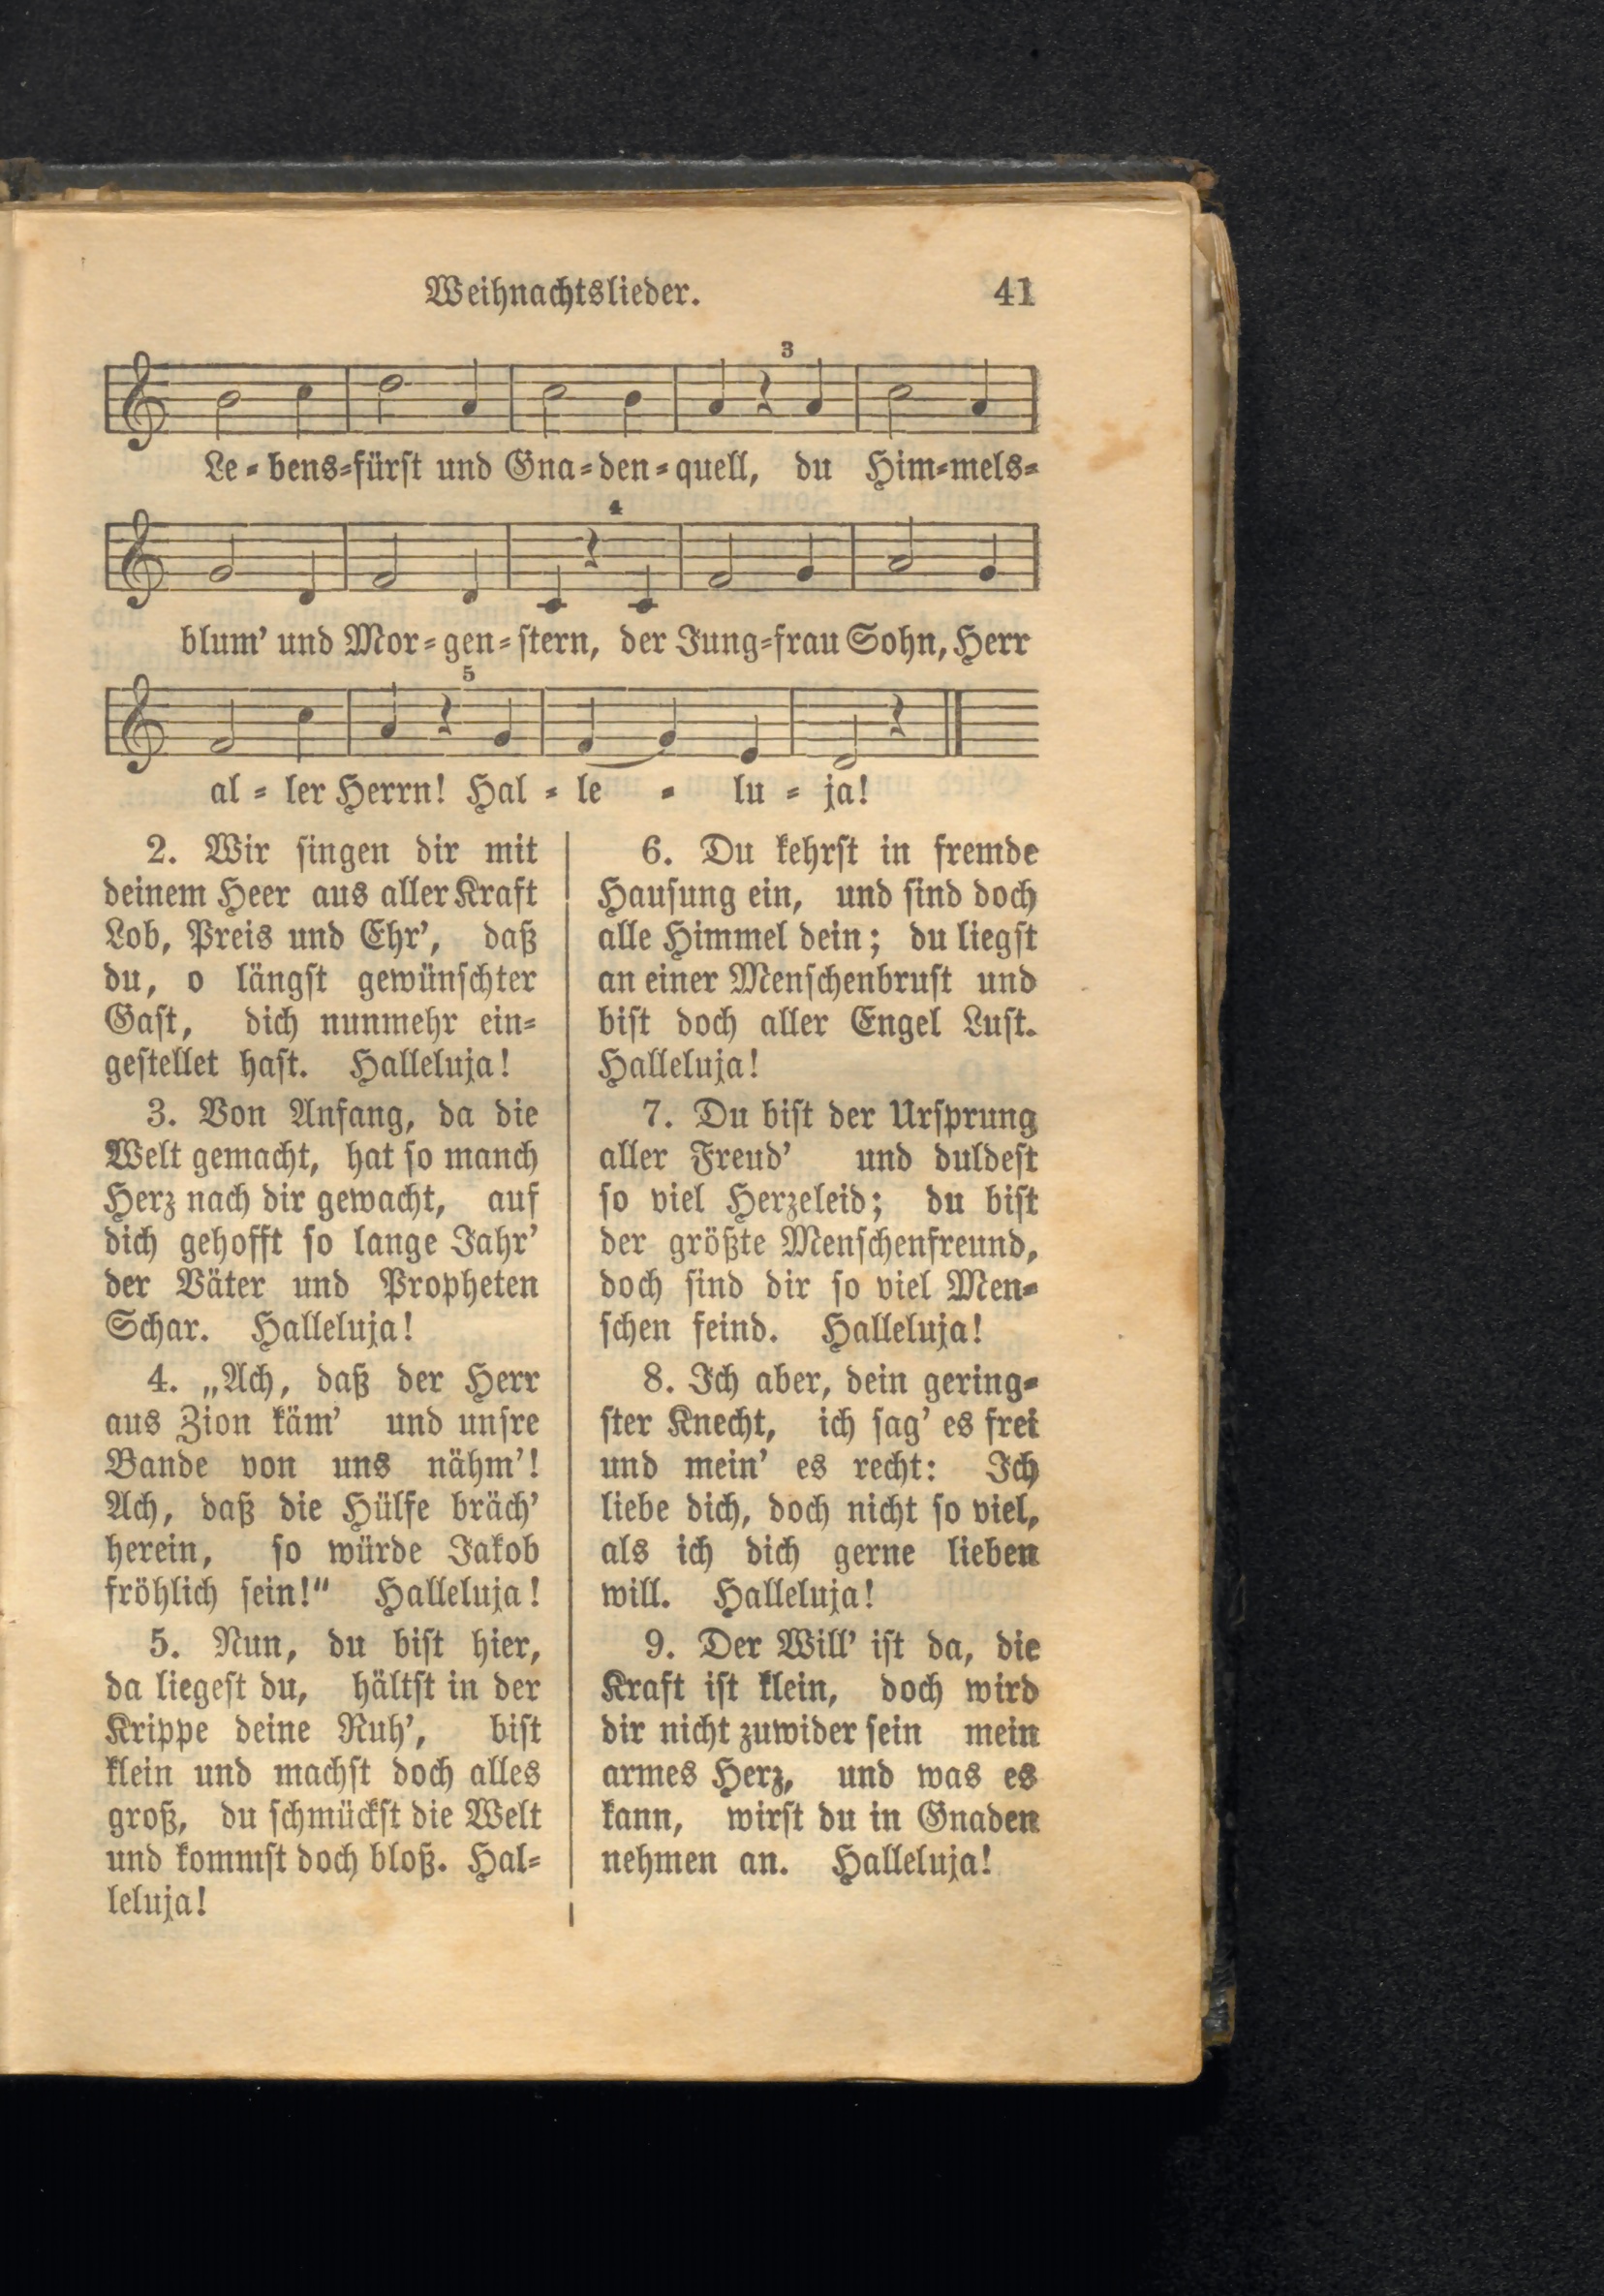 Weihnachtslieder. 41
3
Le-bens-fürſt und Gna-den-quell, du Him-mels-
4
blum' und Mor-gen-ſtern, der Jung-frau Sohn, Herr
5
al-ler Herrn! Hal-le-lu-ja!
2. Wir ſingen dir mit
deinem Heer aus aller Kraft
Lob, Preis und Ehr', daß
du, o längſt gewünſchter
Gaſt, dich nunmehr ein-
geſtellet haſt. Halleluja!
3. Von Anfang, da die
Welt gemacht, hat ſo manch
Herz nach dir gewacht, auf
dich gehofft ſo lange Jahr'
der Väter und Propheten
Schar. Halleluja!
4. „Ach, daß der Herr
aus Zion käm' und unſre
Bande von uns nähm'!
Ach, daß die Hülfe bräch'
herein, ſo würde Jakob
fröhlich ſein!" Halleluja!
5. Nun, du biſt hier,
da liegeſt du, hältſt in der
Krippe deine Ruh', biſt
klein und machſt doch alles
groß, du ſchmückſt die Welt
und kommſt doch bloß. Hal-
leluja!
6. Du kehrſt in fremde
Hauſung ein, und ſind doch
alle Himmel dein; du liegſt
an einer Menſchenbruſt und
biſt doch aller Engel Luſt.
Halleluja!
7. Du biſt der Urſprung
aller Freud' und duldeſt
ſo viel Herzeleid; du biſt
der größte Menſchenfreund,
doch ſind dir ſo viel Men-
ſchen feind. Halleluja!
8. Ich aber, dein gering-
ſter Knecht, ich ſag' es frei
und mein' es recht: Ich
liebe dich, doch nicht ſo viel,
als ich dich gerne lieben
will. Halleluja!
9. Der Will' iſt da, die
Kraft iſt klein, doch wird
dir nicht zuwider ſein mein
armes Herz, und was es
kann, wirſt du in Gnaden
nehmen an. Halleluja!